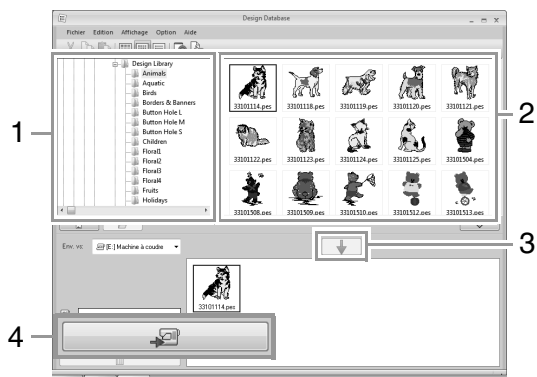 Design Database
Fichier Edition Affichage Option Aide
Design Library
Animals
Aquatic
Birds
Borders & Banners
Button Hole L
Button Hole M
Button Hole S
Children
Floral1
Floral2
Floral3
Floral4
Fruits
Holidays
33101114.pes 33101118.pes 33101119.pes 33101120.pes 33101121.pes
33101122.pes 33101123.pes 33101124.pes 33101125.pes 33101504.pes
33101508.pes 33101509.pes 33101510.pes 33101512.pes 33101513.pes
1
2
3
Env. ve [E:] Machine à coudre
33101114.pes
4